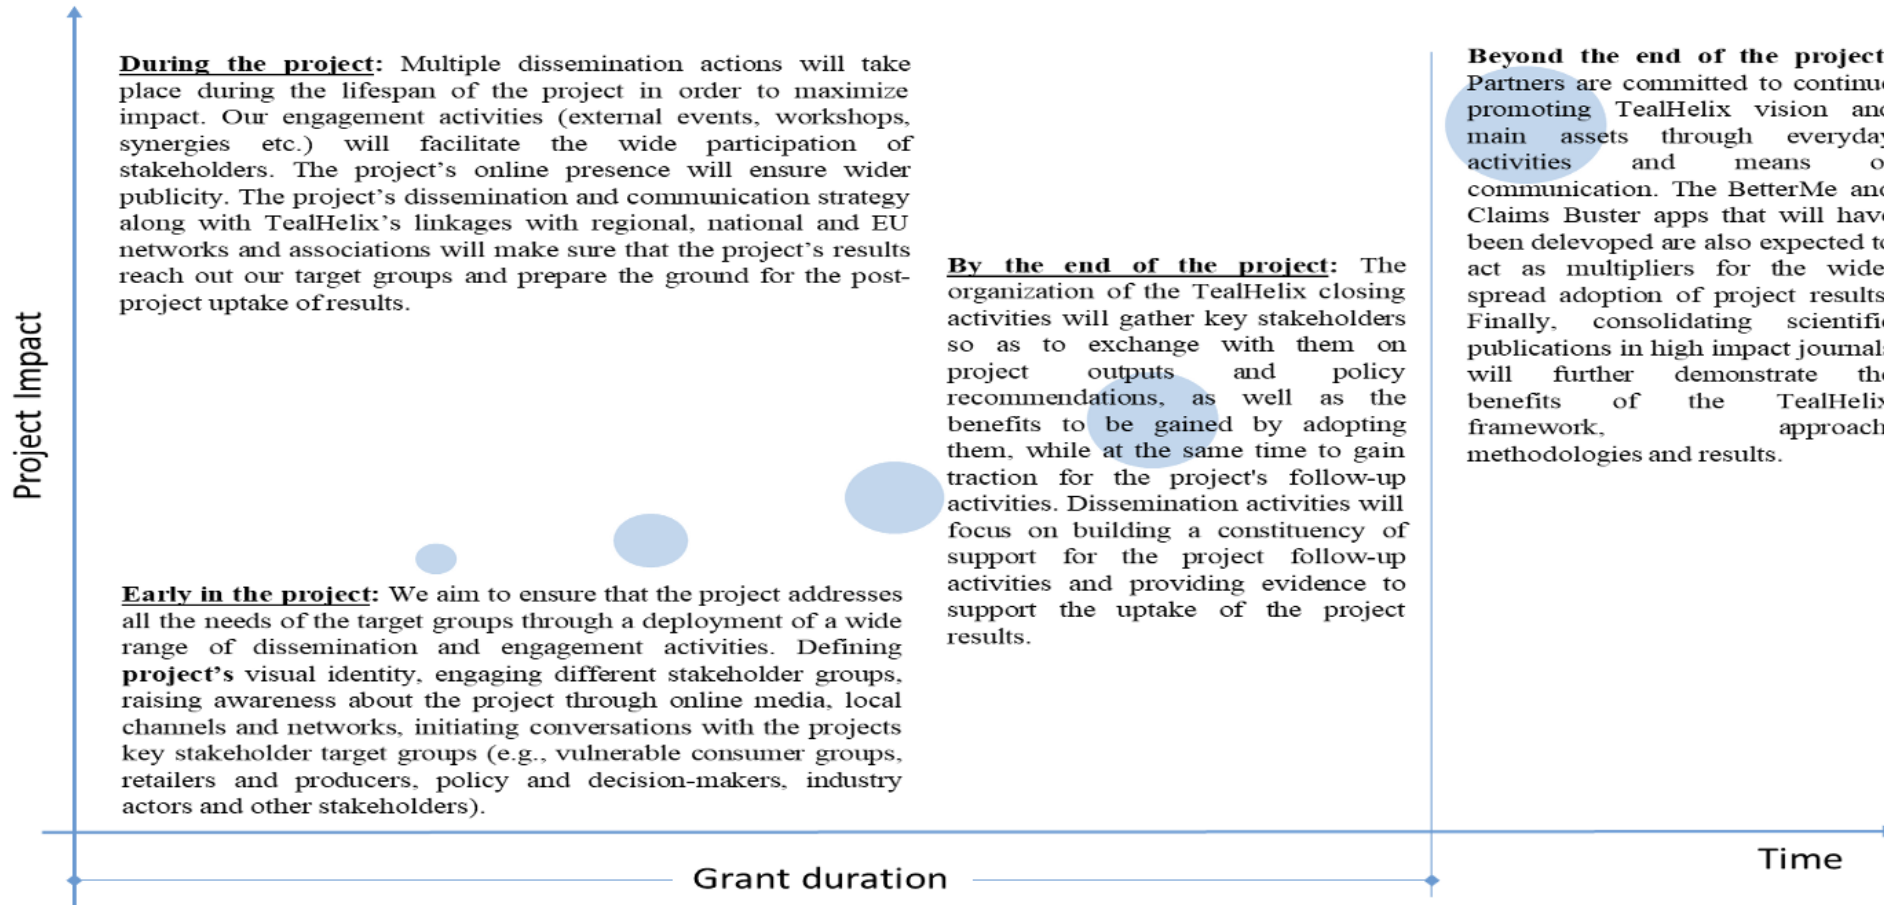 During the project: Multiple dissemination actions will take
place during the lifespan of the project in order to maximize
impact. Our engagement activities (external events, workshops,
synergies etc.) will facilitate the wide participation of
stakeholders. The project's online presence will ensure wider
publicity. The project's dissemination and communication strategy
along with TealHelix's linkages with regional, national and EU
networks and associations will make sure that the project's results
reach out our target groups and prepare the ground for the post-
project uptake of results.
Early in the project: We aim to ensure that the project addresses
all the needs of the target groups through a deployment of a wide
range of dissemination and engagement activities. Defining
project's visual identity, engaging different stakeholder groups,
raising awareness about the project through online media, local
channels and networks, initiating conversations with the projects
key stakeholder target groups (e.g., vulnerable consumer groups,
retailers and producers, policy and decision-makers, industry
actors and other stakeholders).
By the end of the project: The
organization of the TealHelix closing
activities will gather key stakeholders
so as to exchange with them on
project outputs and policy
recommendations, as well as the
benefits to be gained by adopting
them, while at the same time to gain
traction for the project's follow-up
activities. Dissemination activities will
focus on building a constituency of
support for the project follow-up
activities and providing evidence to
support the uptake of the project
results.
Beyond the end of the project
Partners are committed to continue
promoting TealHelix vision and
main assets through everyday
activities and means o
communication. The BetterMe and
Claims Buster apps that will have
been delevoped are also expected to
act as multipliers for the wide
spread adoption of project results
Finally, consolidating scientific
publications in high impact journals
will further demonstrate the
benefits of the TealHelix
framework, approach
methodologies and results.
Project Impact
Time
Grant duration